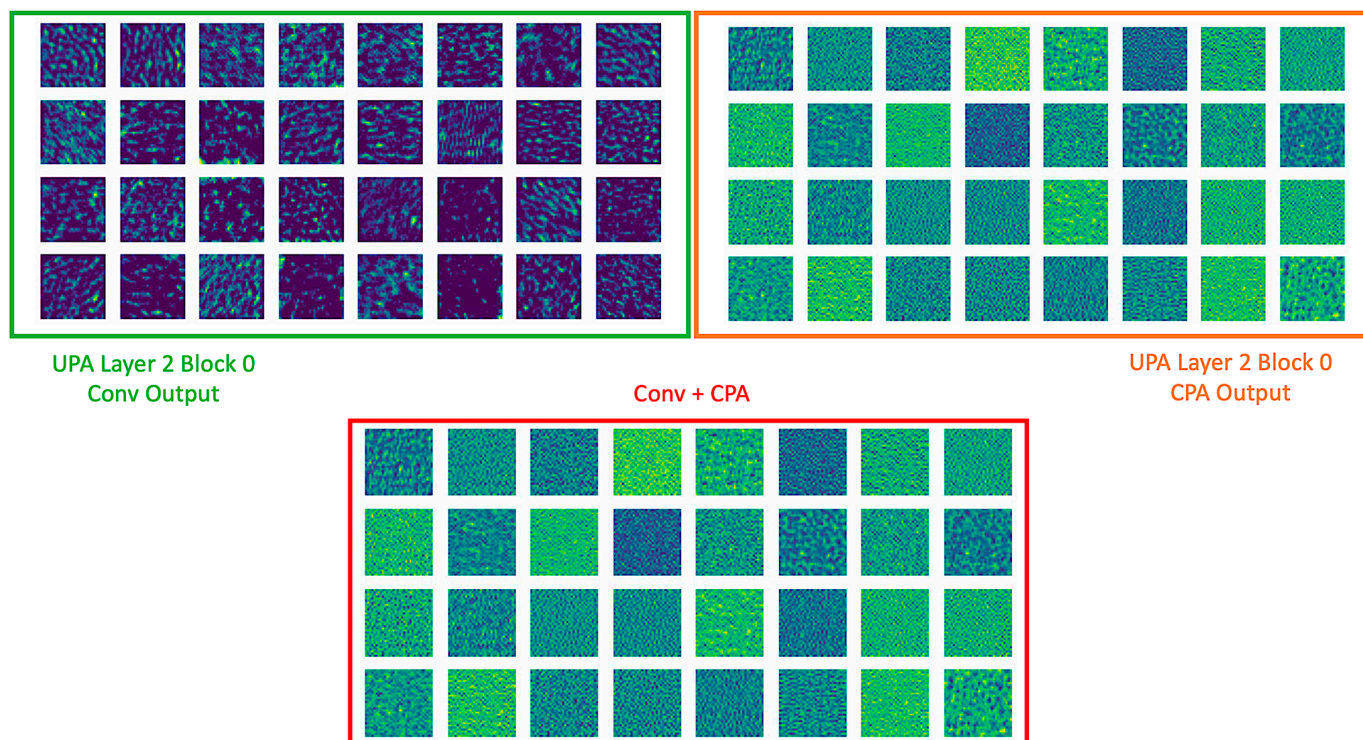 UPA Layer 2 Block 0
Conv Output
UPA Layer 2 Block 0
CPA Output
Conv + CPA